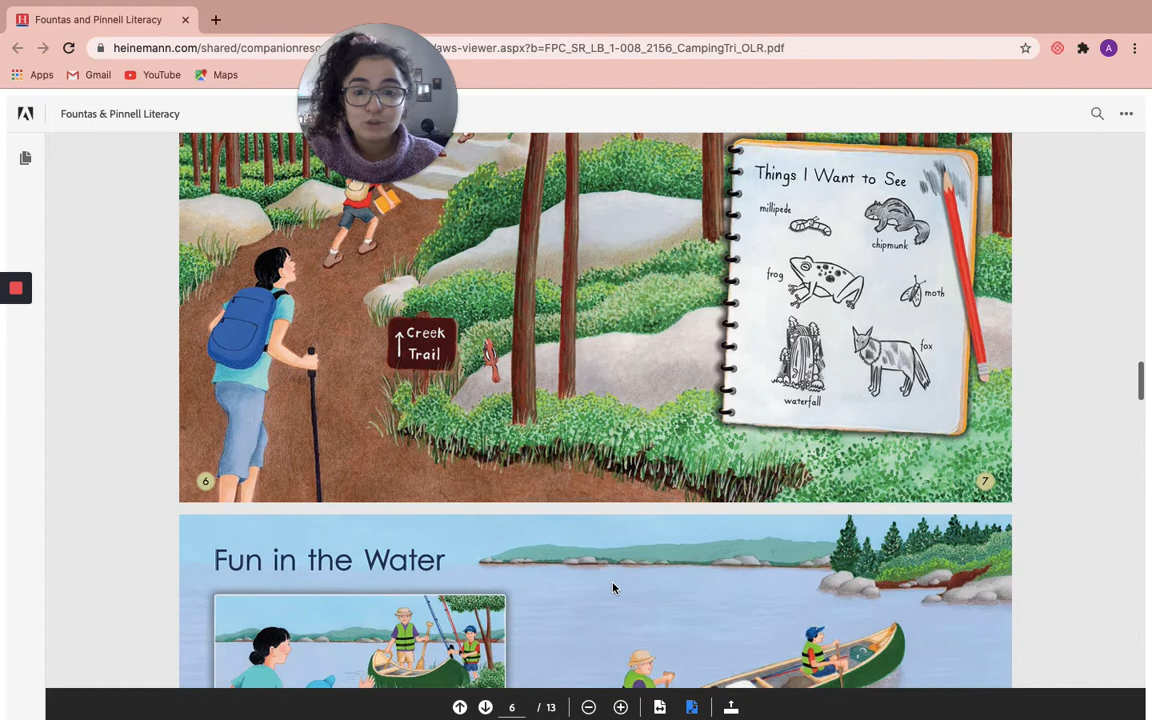 Fountas and Pinnell Literacy
heinemann.com/shared/companionreso
aws-viewer.aspx?b=FPC_SR_LB_1-008_2156_CampingTri_OLR.pdf
A
Apps
Gmail
YouTube
Maps
Fountas & Pinnell Literacy
Things I Want to See
millipede
chipmunk
frog
moth
fox
waterfall
Creek
Trail
6
7
Fun in the Water
6 / 13